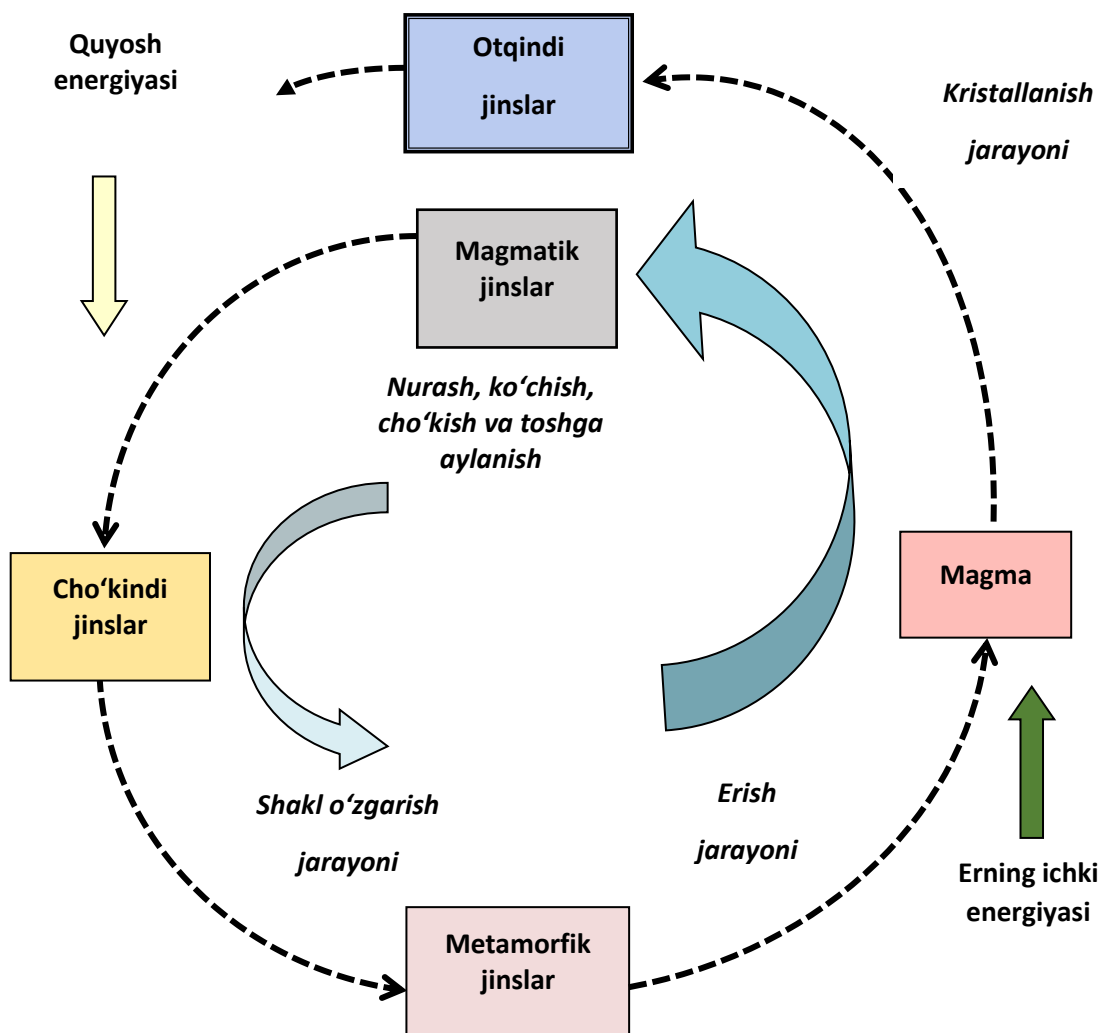 Quyosh
energiyasi
Otqindi
jinslar
Kristallanish
jarayoni
Magmatik
jinslar
Nurash, ko‘chish,
cho‘kish va toshga
aylanish
Cho‘kindi
jinslar
Magma
Shakl o‘zgarish
jarayoni
Erish
jarayoni
Erning ichki
energiyasi
Metamorfik
jinslar